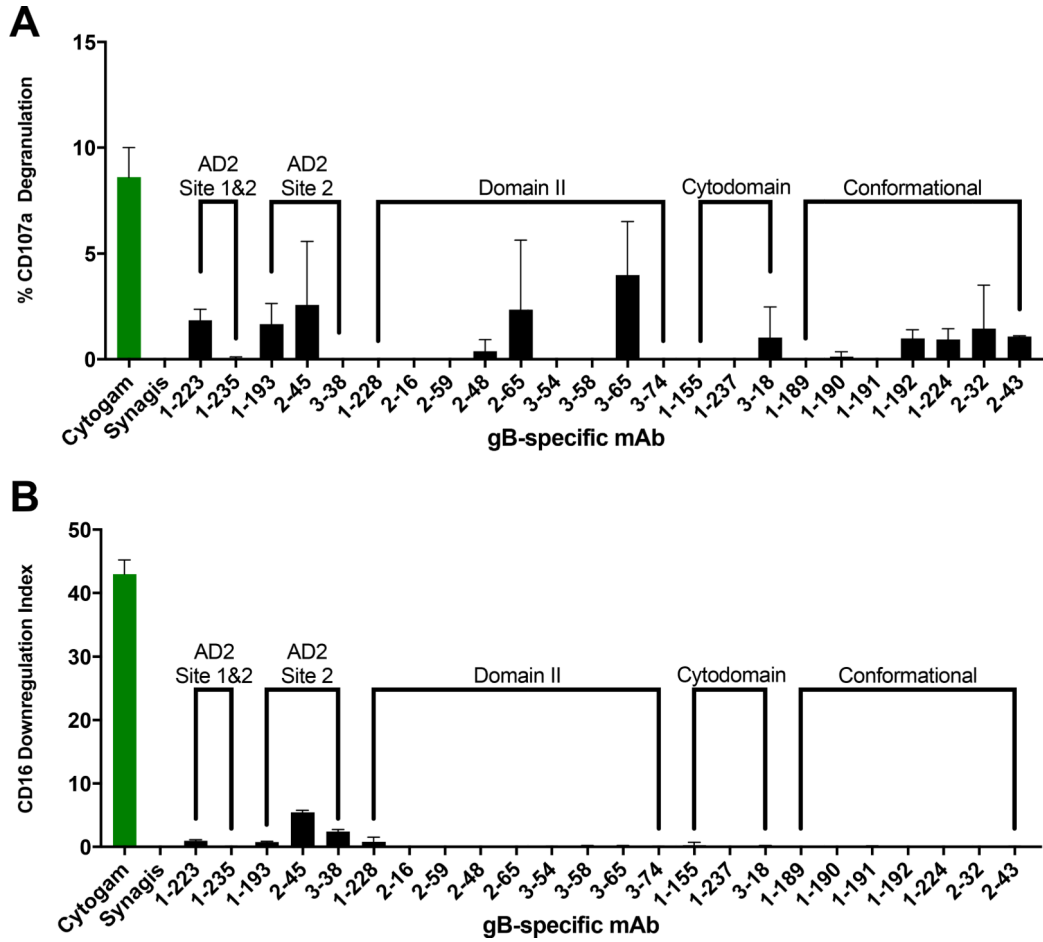 A
% CD107a Degranulation
15
10
5
0
AD2
Site 1&2
AD2
Site 2
Domain II
Cytodomain
Conformational
Cytogam
Synagis
1-223
1-235
1-193
2-45
3-38
1-228
2-16
2-59
2-48
2-65
3-54
3-58
3-65
3-74
1-155
1-237
3-18
1-189
1-190
1-191
1-192
1-224
2-32
2-43
gB-specific mAb
B
CD16 Downregulation Index
50
40
30
20
10
0
AD2
Site 1&2
AD2
Site 2
Domain II
Cytodomain
Conformational
Cytogam
Synagis
1-223
1-235
1-193
2-45
3-38
1-228
2-16
2-59
2-48
2-65
3-54
3-58
3-65
3-74
1-155
1-237
3-18
1-189
1-190
1-191
1-192
1-224
2-32
2-43
gB-specific mAb